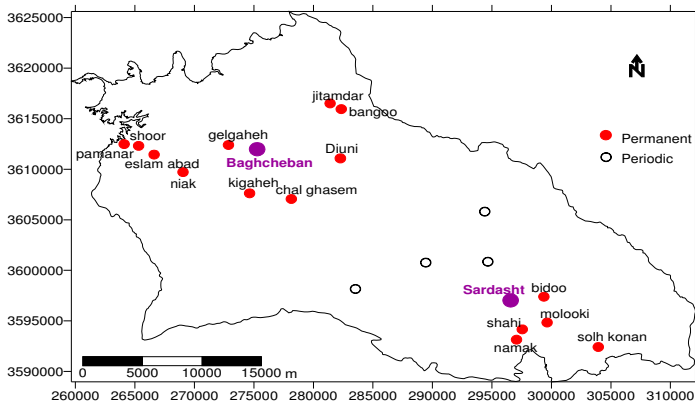 3625000
3620000
3615000
3610000
3605000
3600000
3595000
3590000
N
jitamdar
bangoo
shoor
gelgaheh
Diuni
Permanent
pamanar
eslam abad
Baghcheban
Periodic
niak
kigaheh
chal ghasem
Sardasht
bidoo
shahi
molooki
namak
solh konan
0 5000 10000 15000 m
260000 265000 270000 275000 280000 285000 290000 295000 300000 305000 310000